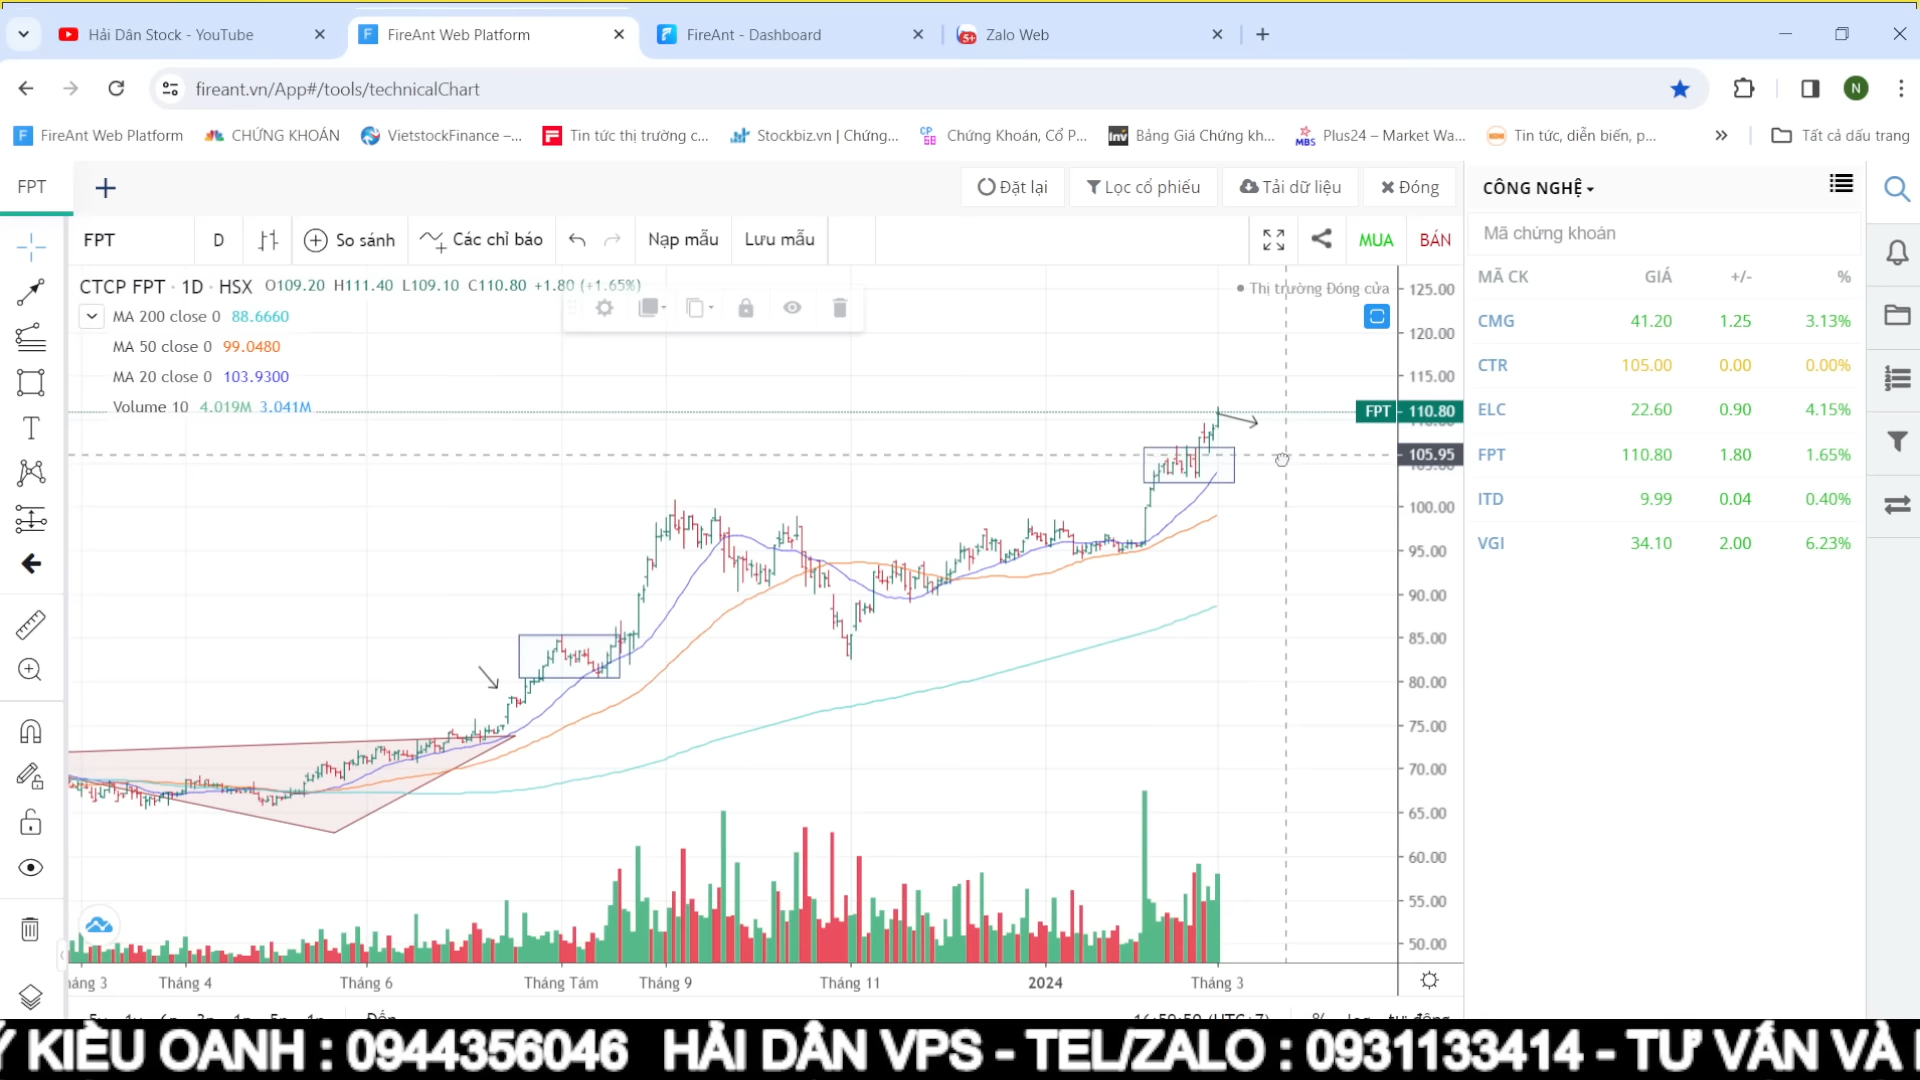 Hải Dân Stock - YouTube
FireAnt Web Platform
FireAnt - Dashboard
5+ Zalo Web
fireant.vn/App#/tools/technicalChart
N
FireAnt Web Platform
CHỨNG KHOÁN
VietstockFinance –...
Tin tức thị trường c...
Stockbiz.vn | Chứng...
Chứng Khoán, Cổ P...
Bảng Giá Chứng kh...
Plus24 – Market Wa...
Tin tức, diễn biến, p...
Tất cả dấu trang
FPT
Đặt lại
Lọc cổ phiếu
Tải dữ liệu
Đóng
CÔNG NGHỆ
FPT
D
So sánh
Các chỉ báo
Nạp mẫu
Lưu mẫu
MUA
BÁN
Mã chứng khoán
CTCP FPT · 1D · HSX O109.20 H111.40 L109.10 C110.80 +1.80 (+1.65%)
MA 200 close 0 88.6660
MA 50 close 0 99.0480
MA 20 close 0 103.9300
Volume 10 4.019M 3.041M
Thị trường Đóng cửa
125.00
120.00
115.00
FPT 110.80
105.95
100.00
95.00
90.00
85.00
80.00
75.00
70.00
65.00
60.00
55.00
50.00
MÃ CK GIÁ +/- %
CMG 41.20 1.25 3.13%
CTR 105.00 0.00 0.00%
ELC 22.60 0.90 4.15%
FPT 110.80 1.80 1.65%
ITD 9.99 0.04 0.40%
VGI 34.10 2.00 6.23%
Tháng 4
Tháng 6
Tháng Tám
Tháng 9
Tháng 11
2024
Tháng 3
KIỀU OANH : 0944356046 HẢI DÂN VPS - TEL/ZALO : 0931133414 - TƯ VẤN VÀ